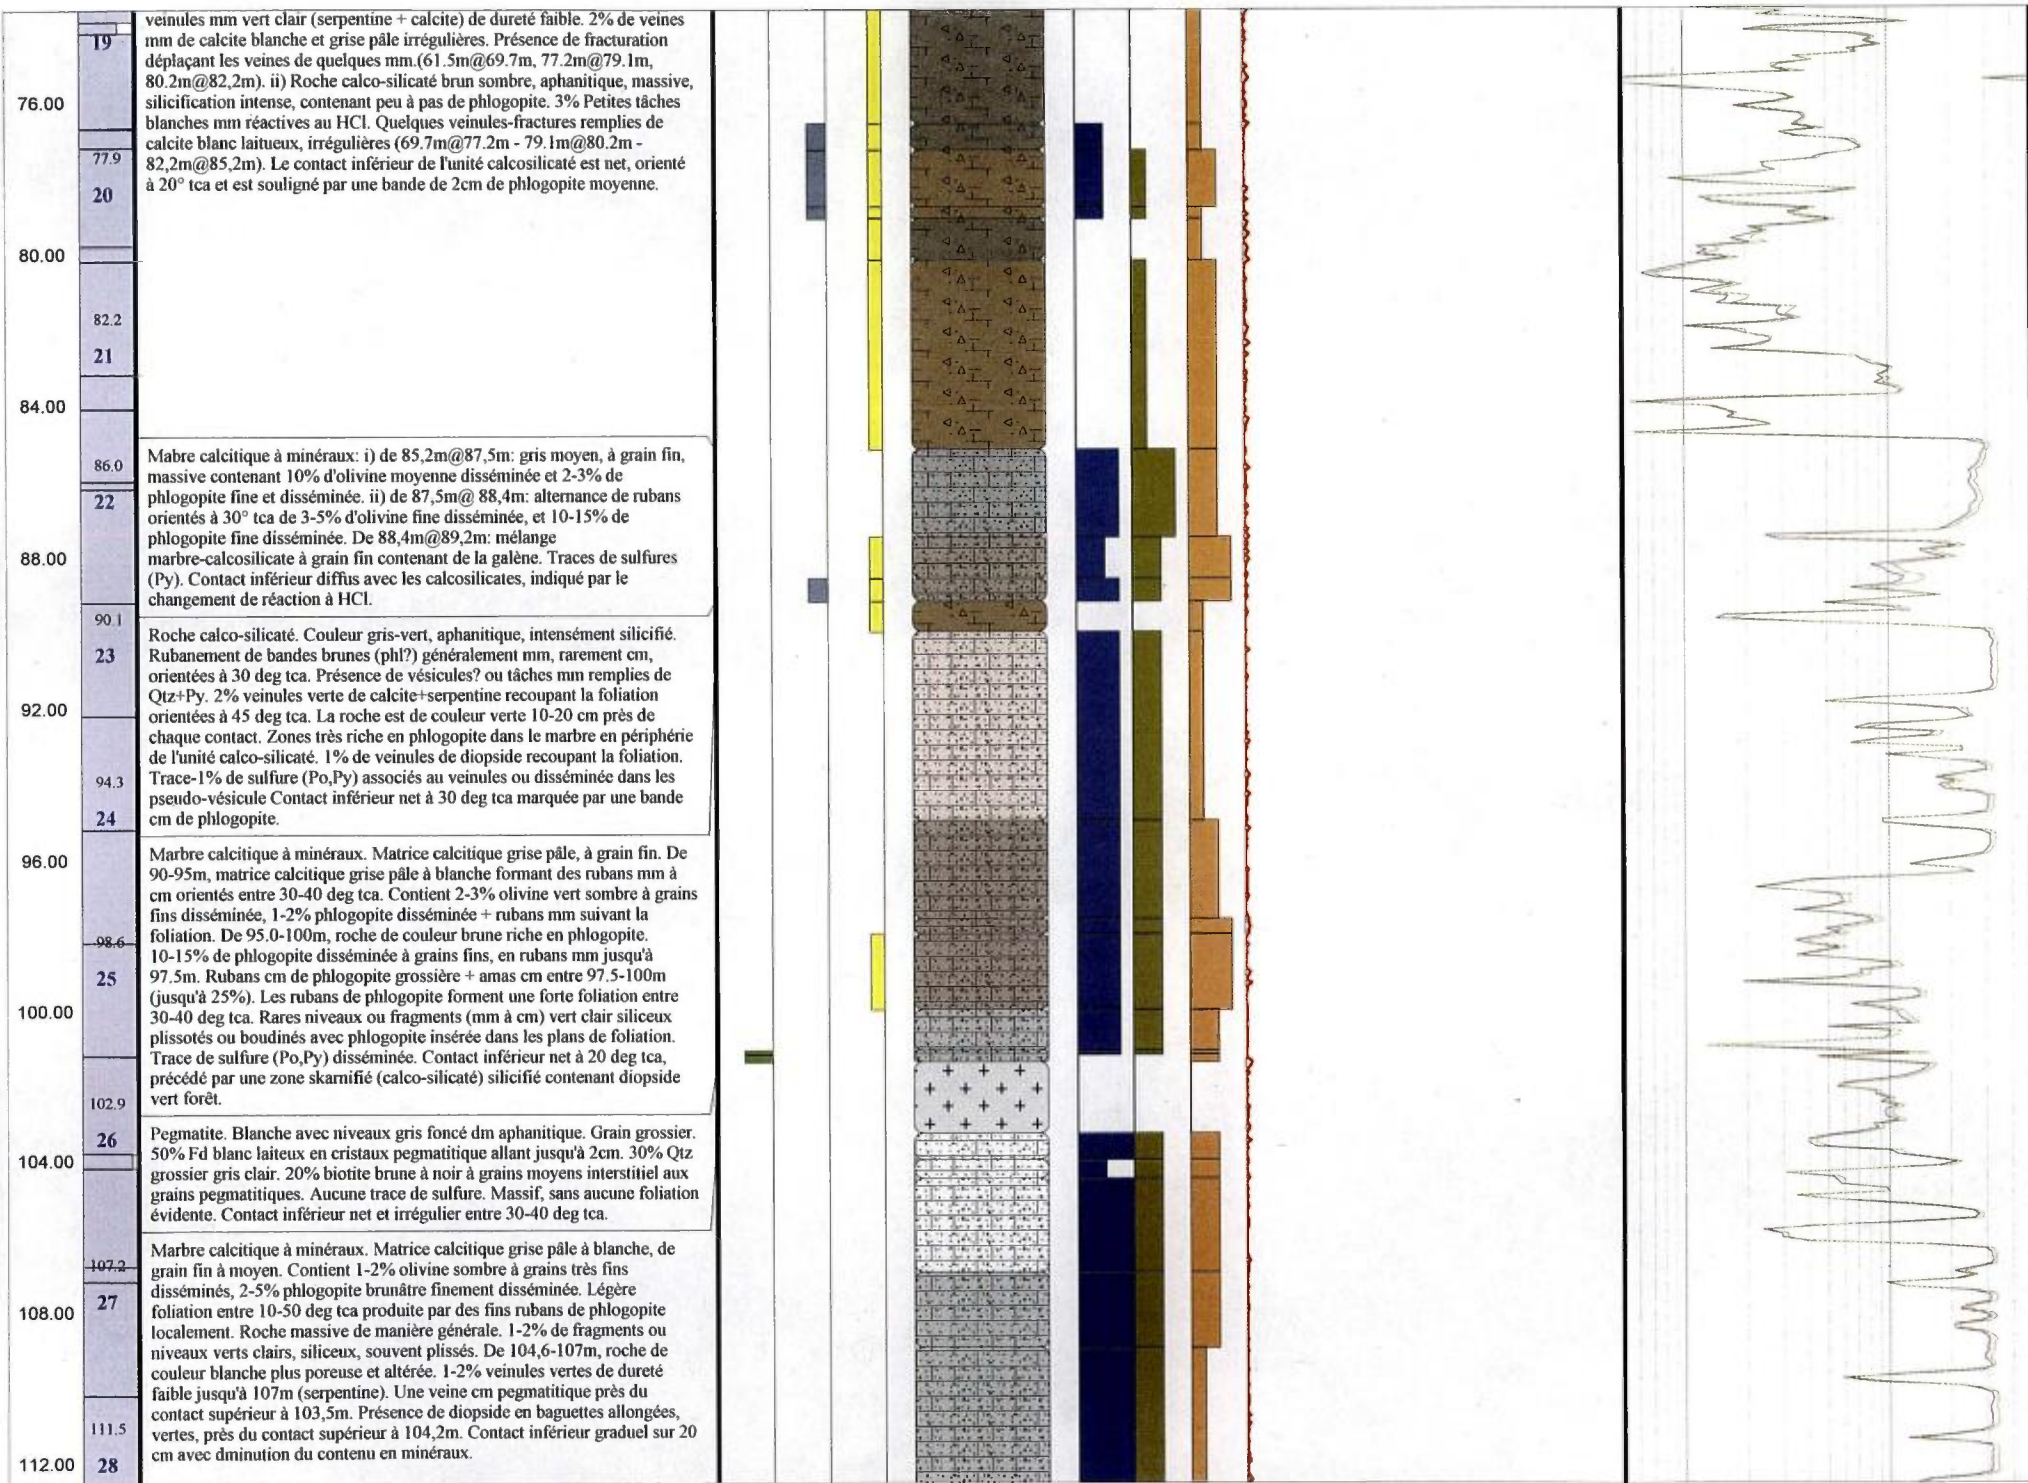 76.00
80.00
84.00
88.00
92.00
96.00
100.00
104.00
108.00
112.00
19
77.9
20
82.2
21
86.0
22
90.1
23
94.3
24
98.6
25
102.9
26
107.2
27
111.5
28
veinules mm vert clair (serpentine + calcite) de dureté faible. 2% de veines
mm de calcite blanche et grise pâle irrégulières. Présence de fracturation
déplaçant les veines de quelques mm.(61.5m@69.7m, 77.2m@79.1m,
80.2m@82,2m). ii) Roche calco-silicaté brun sombre, aphanitique, massive,
silicification intense, contenant peu à pas de phlogopite. 3% Petites tâches
blanches mm réactives au HCl. Quelques veinules-fractures remplies de
calcite blanc laitueux, irrégulières (69.7m@77.2m - 79.1m@80.2m -
82,2m@85,2m). Le contact inférieur de l'unité calcosilicaté est net, orienté
à 20° tca et est souligné par une bande de 2cm de phlogopite moyenne.
Mabre calcitique à minéraux: i) de 85,2m@87,5m: gris moyen, à grain fin,
massive contenant 10% d'olivine moyenne disséminée et 2-3% de
phlogopite fine et disséminée. ii) de 87,5m@ 88,4m: alternance de rubans
orientés à 30° tca de 3-5% d'olivine fine disséminée, et 10-15% de
phlogopite fine disséminée. De 88,4m@89,2m: mélange
marbre-calcosilicate à grain fin contenant de la galène. Traces de sulfures
(Py). Contact inférieur diffus avec les calcosilicates, indiqué par le
changement de réaction à HCl.
Roche calco-silicaté. Couleur gris-vert, aphanitique, intensément silicifié.
Rubanement de bandes brunes (phl?) généralement mm, rarement cm,
orientées à 30 deg tca. Présence de vésicules? ou tâches mm remplies de
Qtz+Py. 2% veinules verte de calcite+serpentine recoupant la foliation
orientées à 45 deg tca. La roche est de couleur verte 10-20 cm près de
chaque contact. Zones très riche en phlogopite dans le marbre en périphérie
de l'unité calco-silicaté. 1% de veinules de diopside recoupant la foliation.
Trace-1% de sulfure (Po,Py) associés au veinules ou disséminée dans les
pseudo-vésicule Contact inférieur net à 30 deg tca marquée par une bande
cm de phlogopite.
Marbre calcitique à minéraux. Matrice calcitique grise pâle, à grain fin. De
90-95m, matrice calcitique grise pâle à blanche formant des rubans mm à
cm orientés entre 30-40 deg tca. Contient 2-3% olivine vert sombre à grains
fins disséminée, 1-2% phlogopite disséminée + rubans mm suivant la
foliation. De 95.0-100m, roche de couleur brune riche en phlogopite.
10-15% de phlogopite disséminée à grains fins, en rubans mm jusqu'à
97.5m. Rubans cm de phlogopite grossière + amas cm entre 97.5-100m
(jusqu'à 25%). Les rubans de phlogopite forment une forte foliation entre
30-40 deg tca. Rares niveaux ou fragments (mm à cm) vert clair siliceux
plissotés ou boudinés avec phlogopite insérée dans les plans de foliation.
Trace de sulfure (Po,Py) disséminée. Contact inférieur net à 20 deg tca,
précédé par une zone skarnifié (calco-silicaté) silicifié contenant diopside
vert forêt.
Pegmatite. Blanche avec niveaux gris foncé dm aphanitique. Grain grossier.
50% Fd blanc laiteux en cristaux pegmatitique allant jusqu'à 2cm. 30% Qtz
grossier gris clair. 20% biotite brune à noir à grains moyens interstitiel aux
grains pegmatitiques. Aucune trace de sulfure. Massif, sans aucune foliation
évidente. Contact inférieur net et irrégulier entre 30-40 deg tca.
Marbre calcitique à minéraux. Matrice calcitique grise pâle à blanche, de
grain fin à moyen. Contient 1-2% olivine sombre à grains très fins
disséminés, 2-5% phlogopite brunâtre finement disséminée. Légère
foliation entre 10-50 deg tca produite par des fins rubans de phlogopite
localement. Roche massive de manière générale. 1-2% de fragments ou
niveaux verts clairs, siliceux, souvent plissés. De 104,6-107m, roche de
couleur blanche plus poreuse et altérée. 1-2% veinules vertes de dureté
faible jusqu'à 107m (serpentine). Une veine cm pegmatitique près du
contact supérieur à 103,5m. Présence de diopside en baguettes allongées,
vertes, près du contact supérieur à 104,2m. Contact inférieur graduel sur 20
cm avec dminution du contenu en minéraux.